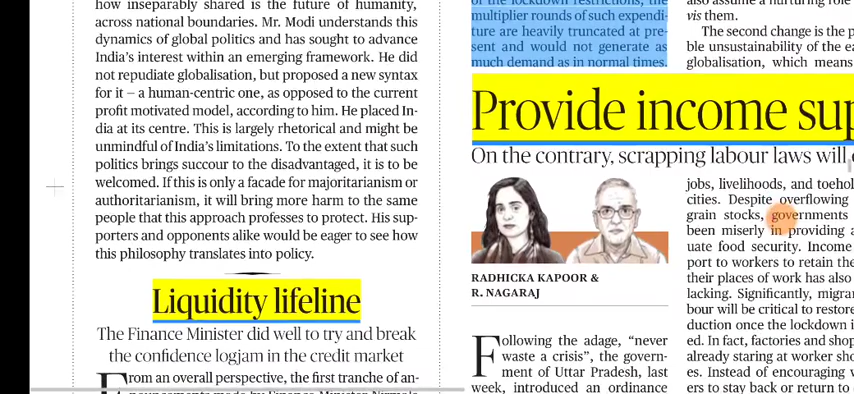 how inseparably shared is the future of humanity,
across national boundaries. Mr. Modi understands this
dynamics of global politics and has sought to advance
India's interest within an emerging framework. He did
not repudiate globalisation, but proposed a new syntax
for it — a human-centric one, as opposed to the current
profit motivated model, according to him. He placed In-
dia at its centre. This is largely rhetorical and might be
unmindful of India's limitations. To the extent that such
politics brings succour to the disadvantaged, it is to be
welcomed. If this is only a facade for majoritarianism or
authoritarianism, it will bring more harm to the same
people that this approach professes to protect. His sup-
porters and opponents alike would be eager to see how
this philosophy translates into policy.
Liquidity lifeline
The Finance Minister did well to try and break
the confidence logjam in the credit market
From an overall perspective, the first tranche of an-
of the lockdown restrictions, the
multiplier rounds of such expendi-
ture are heavily truncated at pre-
sent and would not generate as
much demand as in normal times.
also assume a nurturing role
vis them.
The second change is the p
ble unsustainability of the ea
globalisation, which means
Provide income sup
On the contrary, scrapping labour laws will
RADHICKA KAPOOR &
R. NAGARAJ
Following the adage, "never
waste a crisis", the govern-
ment of Uttar Pradesh, last
week, introduced an ordinance
jobs, livelihoods, and toehol
cities. Despite overflowing
grain stocks, governments
been miserly in providing a
uate food security. Income
port to workers to retain the
their places of work has also
lacking. Significantly, migran
bour will be critical to restore
duction once the lockdown i
ed. In fact, factories and shop
already staring at worker sho
es. Instead of encouraging w
ers to stay back or return to